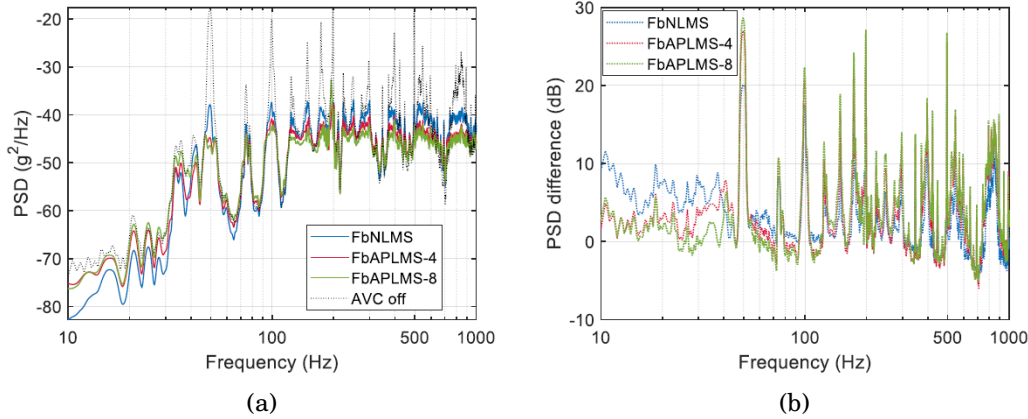 -20
-30
-40
-50
-60
-70
-80
PSD (g²/Hz)
10
100
500
1000
Frequency (Hz)
FbNLMS
FbAPLMS-4
FbAPLMS-8
AVC off
(a)
30
20
10
0
-10
PSD difference (dB)
10
100
500
1000
Frequency (Hz)
FbNLMS
FbAPLMS-4
FbAPLMS-8
(b)